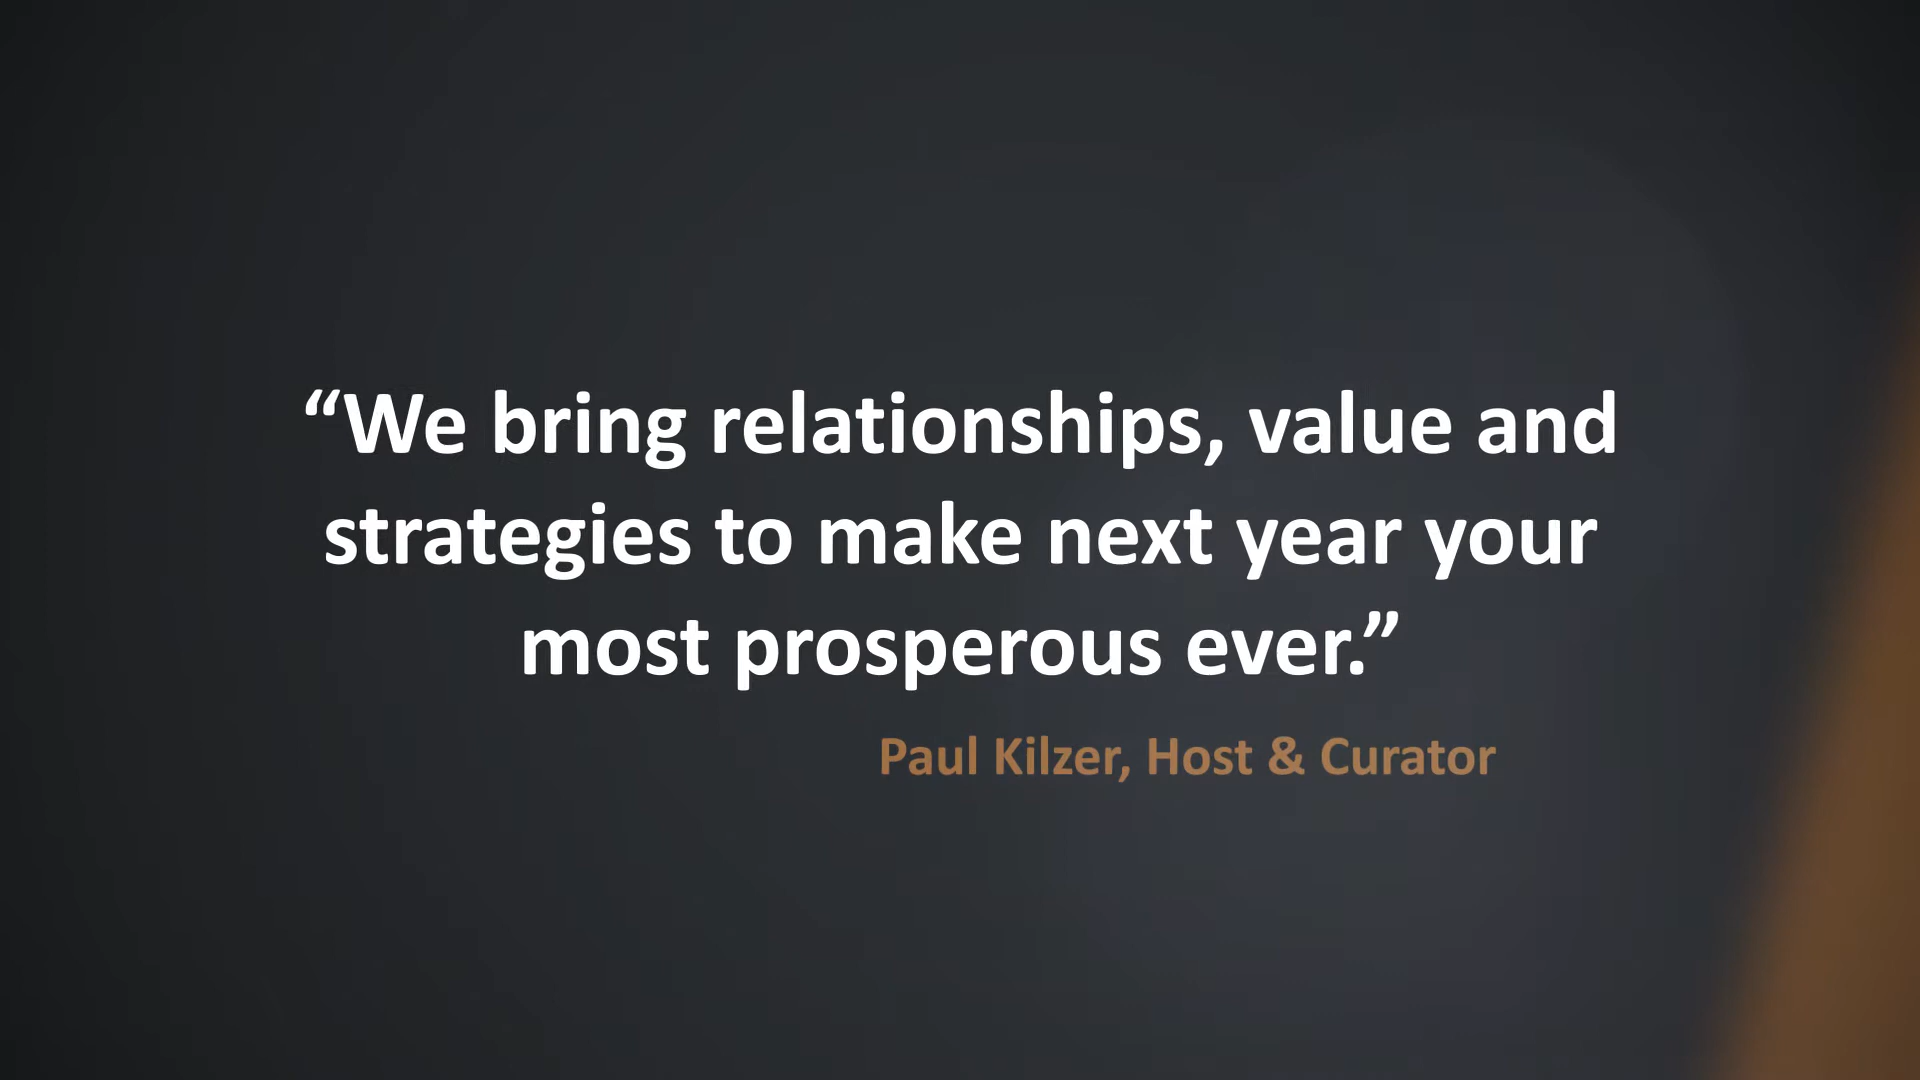 “We bring relationships, value and
strategies to make next year your
most prosperous ever.”
Paul Kilzer, Host & Curator